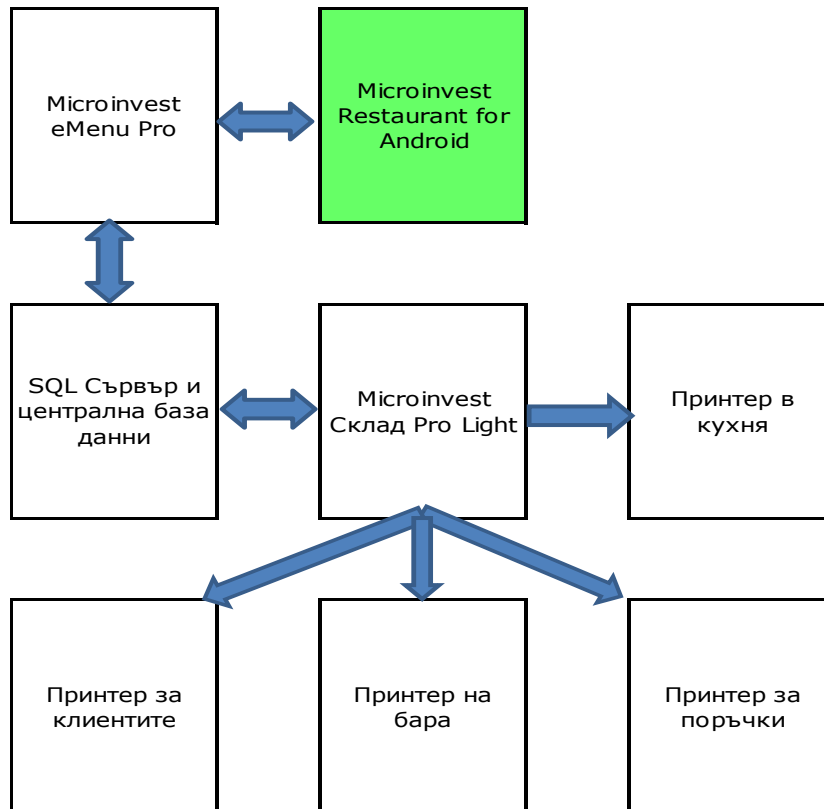 Microinvest
eMenu Pro
Microinvest
Restaurant for
Android
SQL Сървър и
централна база
данни
Microinvest
Склад Pro Light
Принтер в
кухня
Принтер за
клиентите
Принтер на
бара
Принтер за
поръчки